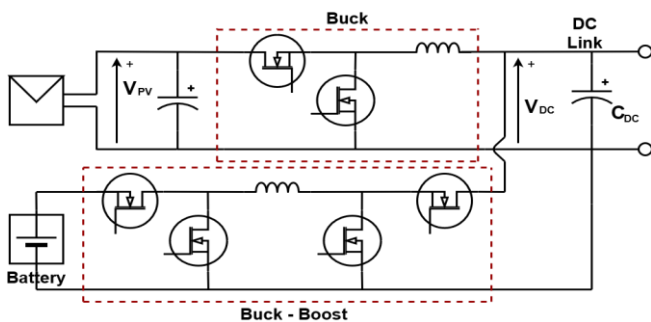 Buck
DC
Link
+
VPV
+
+
VDC
+
CDC
Battery
Buck - Boost